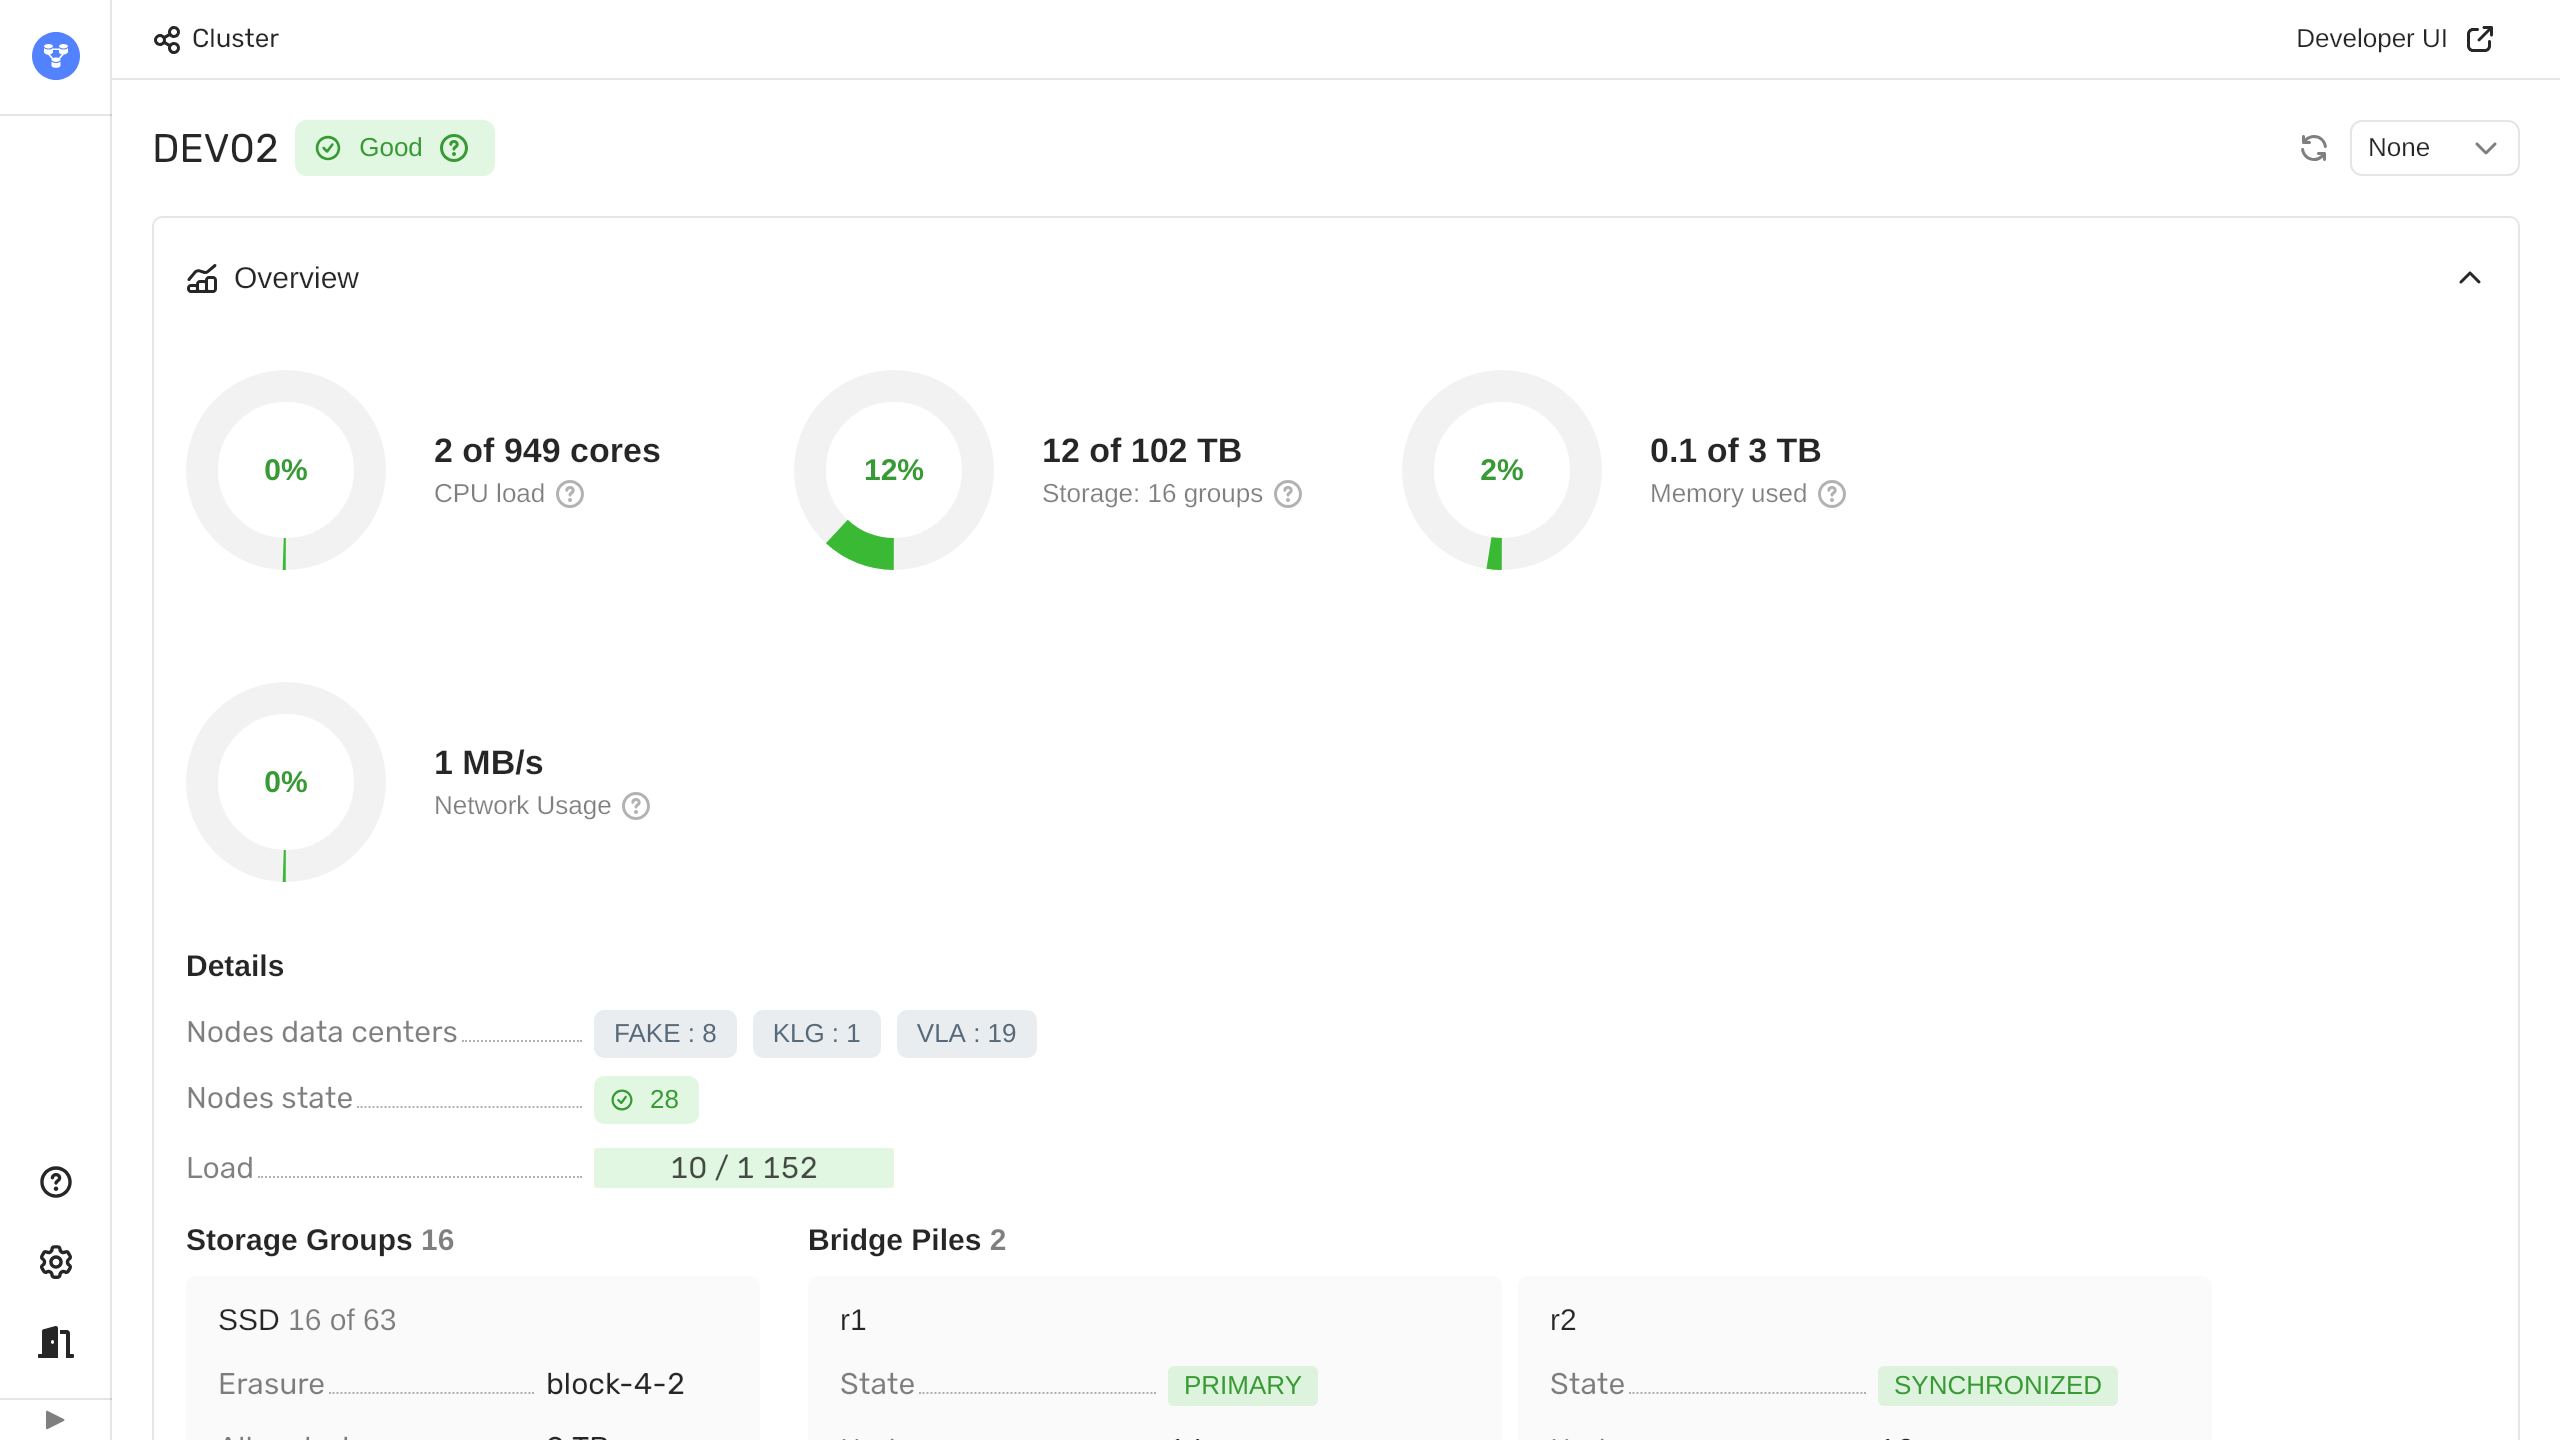 Cluster
Developer UI
DEV02
Good
None
Overview
0%
2 of 949 cores
CPU load
12%
12 of 102 TB
Storage: 16 groups
2%
0.1 of 3 TB
Memory used
0%
1 MB/s
Network Usage
Details
Nodes data centers
FAKE : 8
KLG : 1
VLA : 19
Nodes state
28
Load
10 / 1 152
Storage Groups 16
Bridge Piles 2
SSD 16 of 63
Erasure
block-4-2
r1
State
PRIMARY
r2
State
SYNCHRONIZED